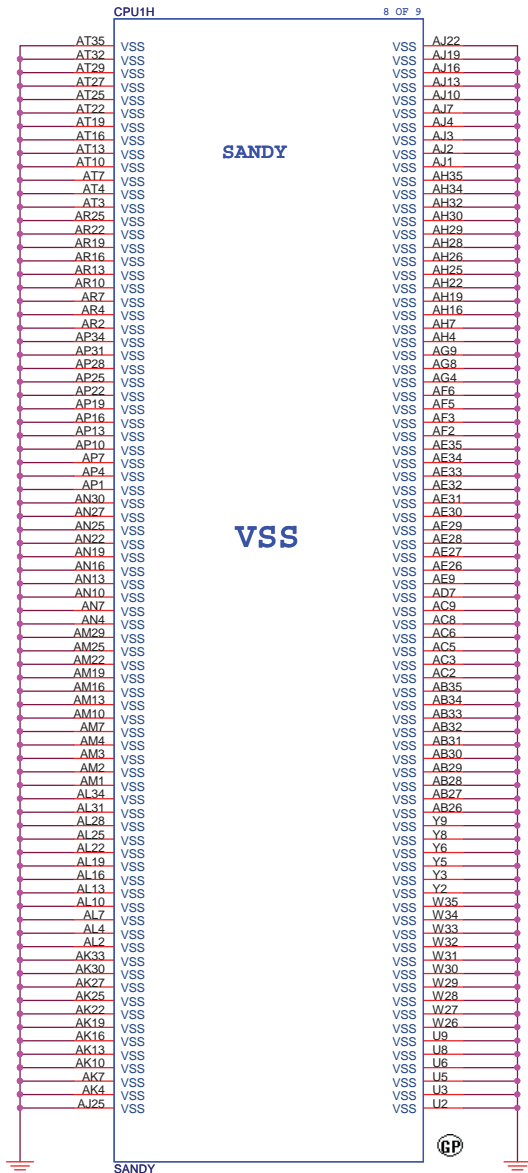 CPU1H 8 OF 9
AT35 VSS VSS AJ22
AT32 VSS VSS AJ19
AT29 VSS VSS AJ16
AT27 VSS VSS AJ13
AT25 VSS VSS AJ10
AT22 VSS VSS AJ7
AT19 VSS VSS AJ4
AT16 VSS VSS AJ3
AT13 VSS SANDY VSS AJ2
AT10 VSS VSS AJ1
AT7 VSS VSS AH35
AT4 VSS VSS AH34
AT3 VSS VSS AH32
AR25 VSS VSS AH30
AR22 VSS VSS AH29
AR19 VSS VSS AH28
AR16 VSS VSS AH26
AR13 VSS VSS AH25
AR10 VSS VSS AH22
AR7 VSS VSS AH19
AR4 VSS VSS AH16
AR2 VSS VSS AH7
AP34 VSS VSS AH4
AP31 VSS VSS AG9
AP28 VSS VSS AG8
AP25 VSS VSS AG4
AP22 VSS VSS AF6
AP19 VSS VSS AF5
AP16 VSS VSS AF3
AP13 VSS VSS AF2
AP10 VSS VSS AE35
AP7 VSS VSS AE34
AP4 VSS VSS AE33
AP1 VSS VSS AE32
AN30 VSS VSS AE31
AN27 VSS VSS AE30
AN25 VSS VSS AE29
AN22 VSS VSS VSS AE28
AN19 VSS VSS AE27
AN16 VSS VSS AE26
AN13 VSS VSS AE9
AN10 VSS VSS AD7
AN7 VSS VSS AC9
AN4 VSS VSS AC8
AM29 VSS VSS AC6
AM25 VSS VSS AC5
AM22 VSS VSS AC3
AM19 VSS VSS AC2
AM16 VSS VSS AB35
AM13 VSS VSS AB34
AM10 VSS VSS AB33
AM7 VSS VSS AB32
AM4 VSS VSS AB31
AM3 VSS VSS AB30
AM2 VSS VSS AB29
AM1 VSS VSS AB28
AL34 VSS VSS AB27
AL31 VSS VSS AB26
AL28 VSS VSS Y9
AL25 VSS VSS Y8
AL22 VSS VSS Y6
AL19 VSS VSS Y5
AL16 VSS VSS Y3
AL13 VSS VSS Y2
AL10 VSS VSS W35
AL7 VSS VSS W34
AL4 VSS VSS W33
AL2 VSS VSS W32
AK33 VSS VSS W31
AK30 VSS VSS W30
AK27 VSS VSS W29
AK25 VSS VSS W28
AK22 VSS VSS W27
AK19 VSS VSS W26
AK16 VSS VSS U9
AK13 VSS VSS U8
AK10 VSS VSS U6
AK7 VSS VSS U5
AK4 VSS VSS U3
AJ25 VSS VSS U2
GP
SANDY